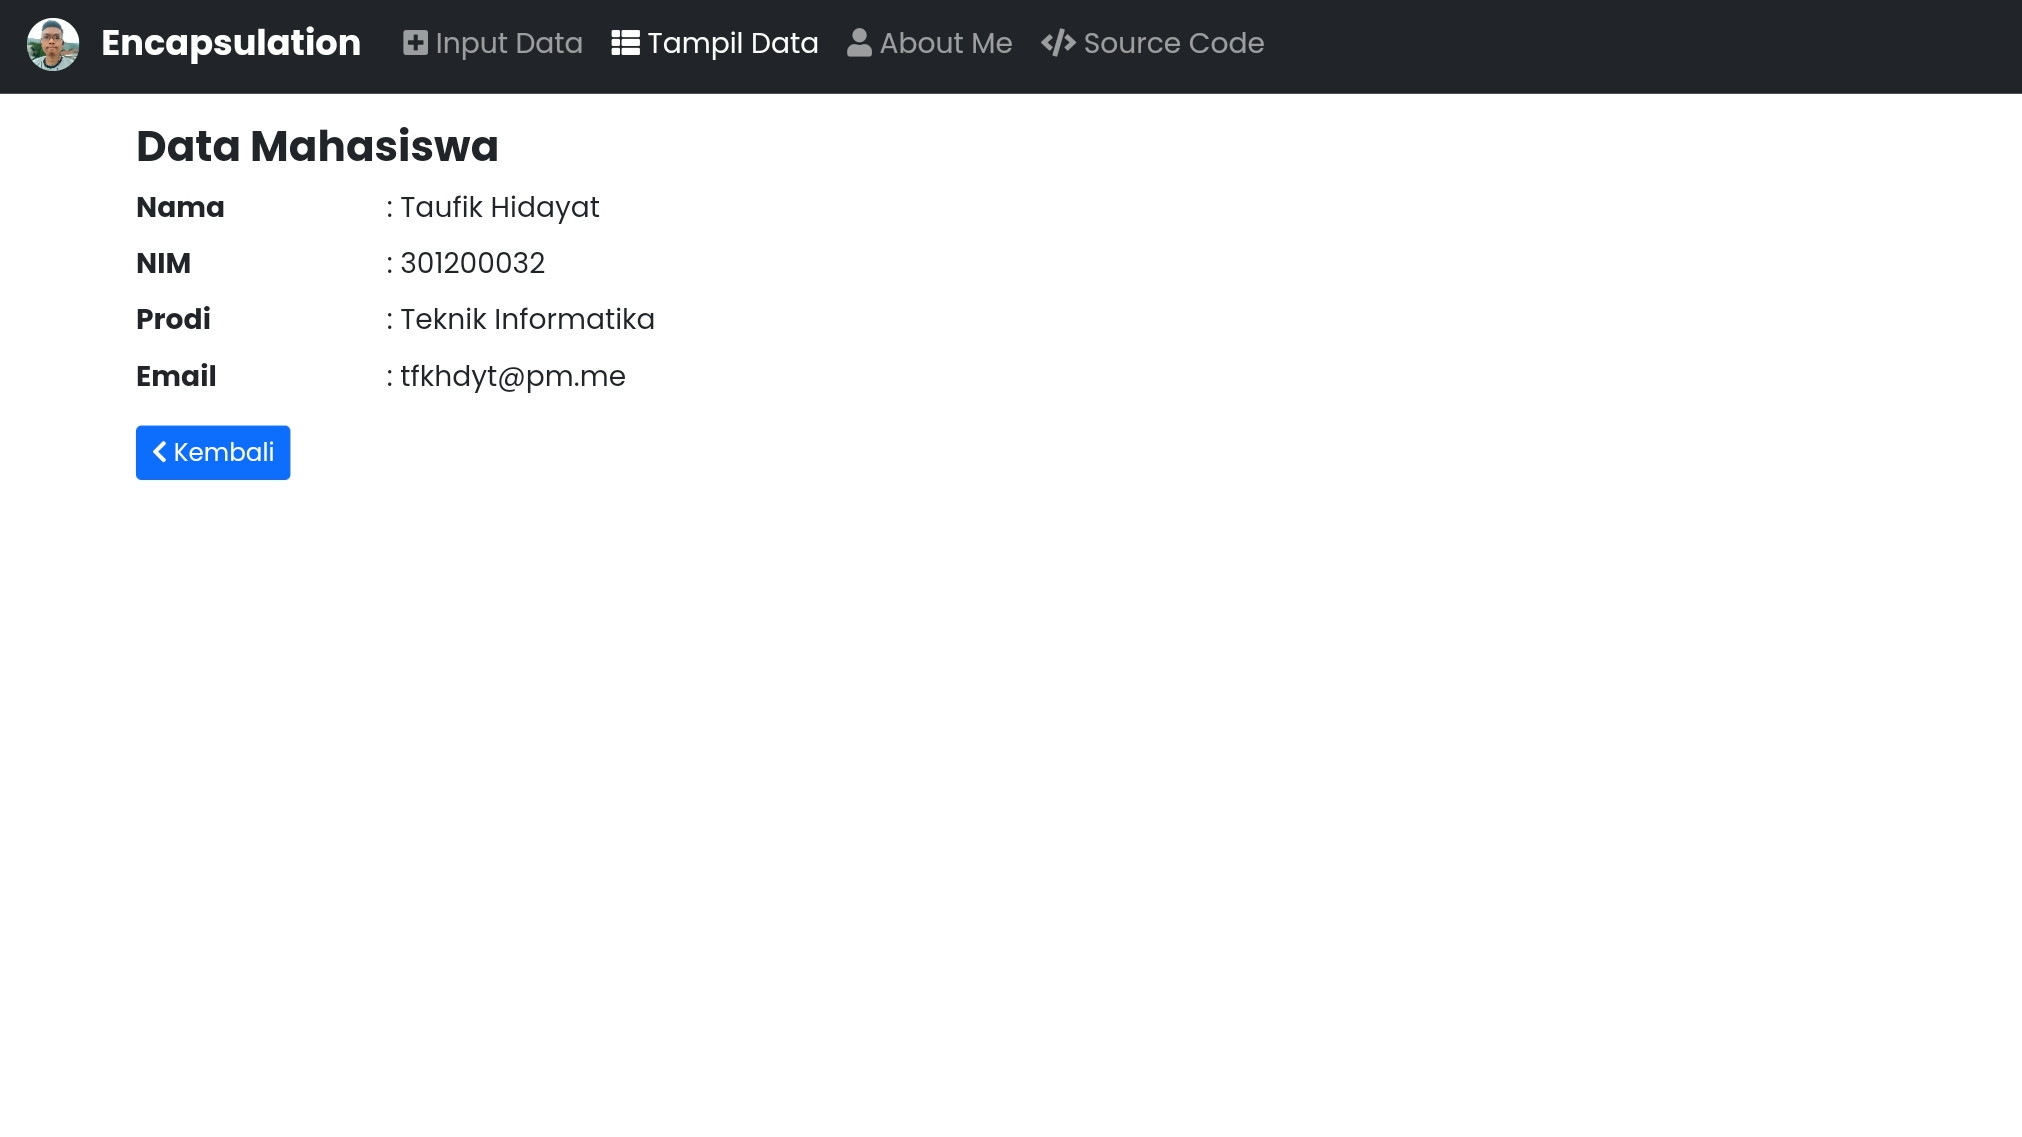 Encapsulation Input Data Tampil Data About Me Source Code
Data Mahasiswa
Nama : Taufik Hidayat
NIM : 301200032
Prodi : Teknik Informatika
Email : tfkhdyt@pm.me
Kembali